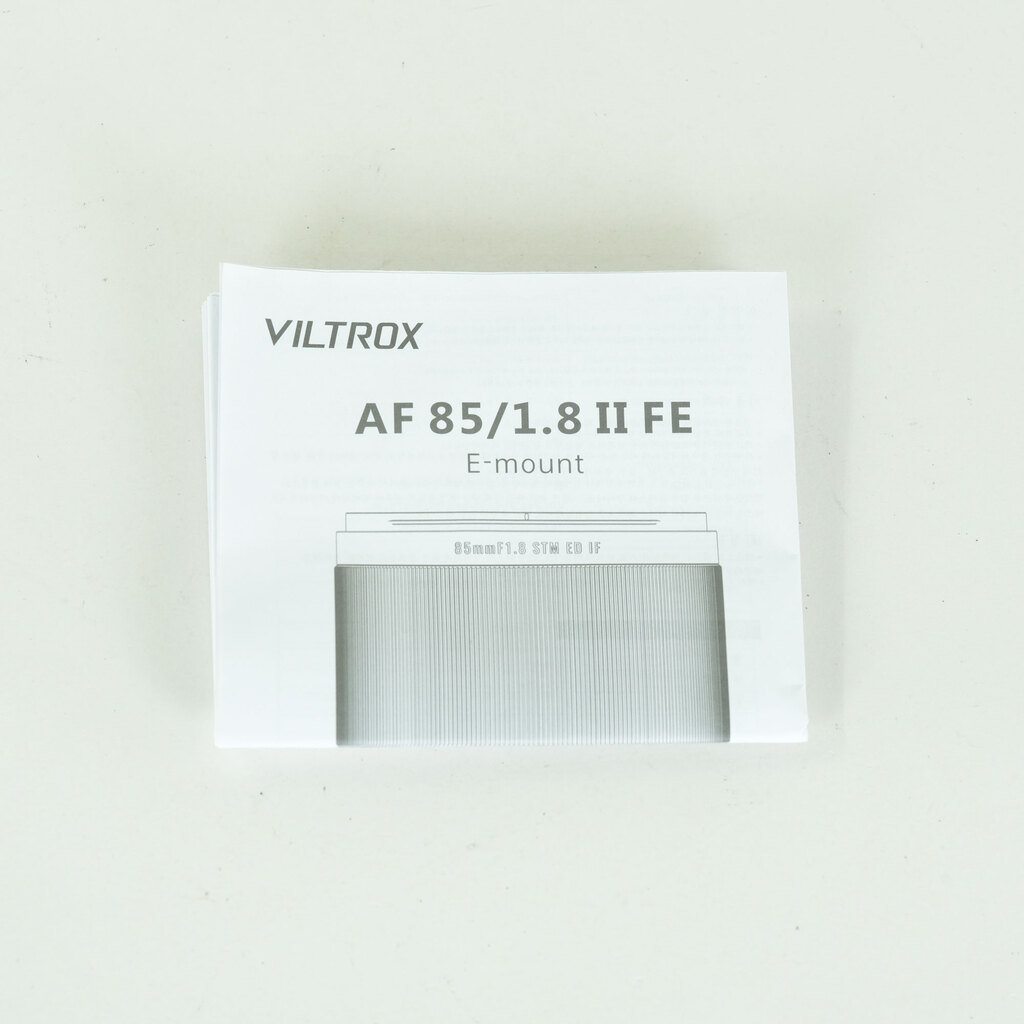 VILTROX
AF 85/1.8 II FE
E-mount
85mmF1.8 STM ED IF